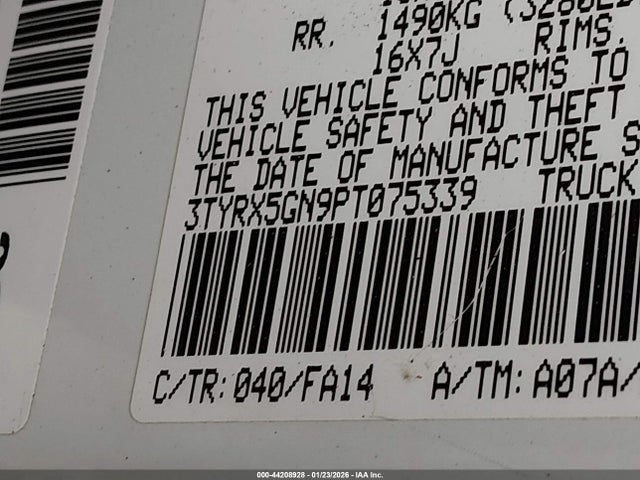 RR. 1490KG (3280LB
16X7J RIMS.
THIS VEHICLE CONFORMS TO
VEHICLE SAFETY AND THEFT
THE DATE OF MANUFACTURE S
3TYRX5GN9PT075339 TRUCK
C/TR: 040/FA14 A/TM: A07A/
000-44208928 - 01/23/2026 - IAA Inc.